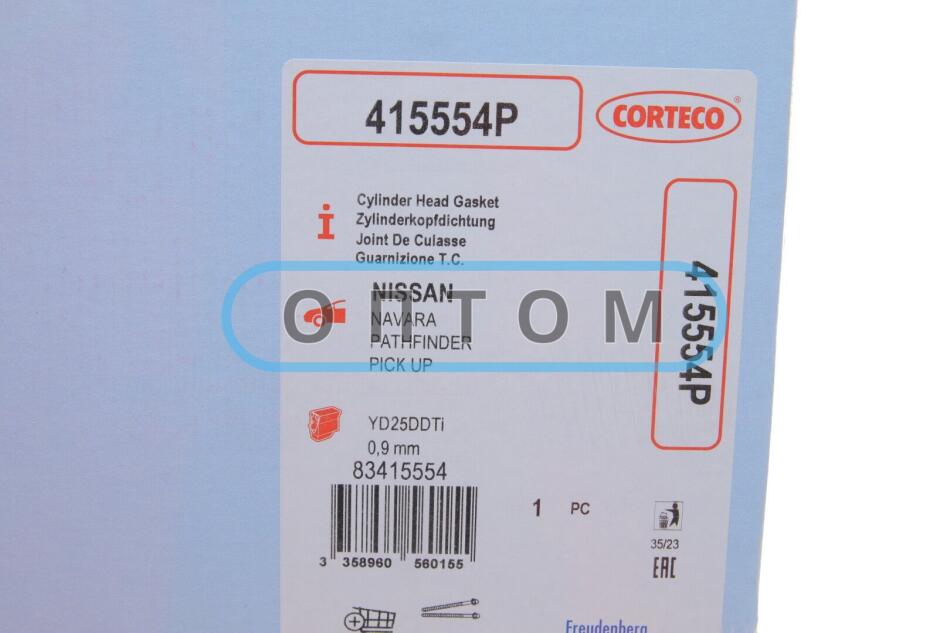 415554P
CORTECO®
Cylinder Head Gasket
Zylinderkopfdichtung
Joint De Culasse
Guarnizione T.C.
NISSAN
NAVARA
PATHFINDER
PICK UP
ОПТОМ
415554P
YD25DDTi
0,9 mm
83415554
1 PC
3 358960 560155
35/23
EAC
Freudenberg